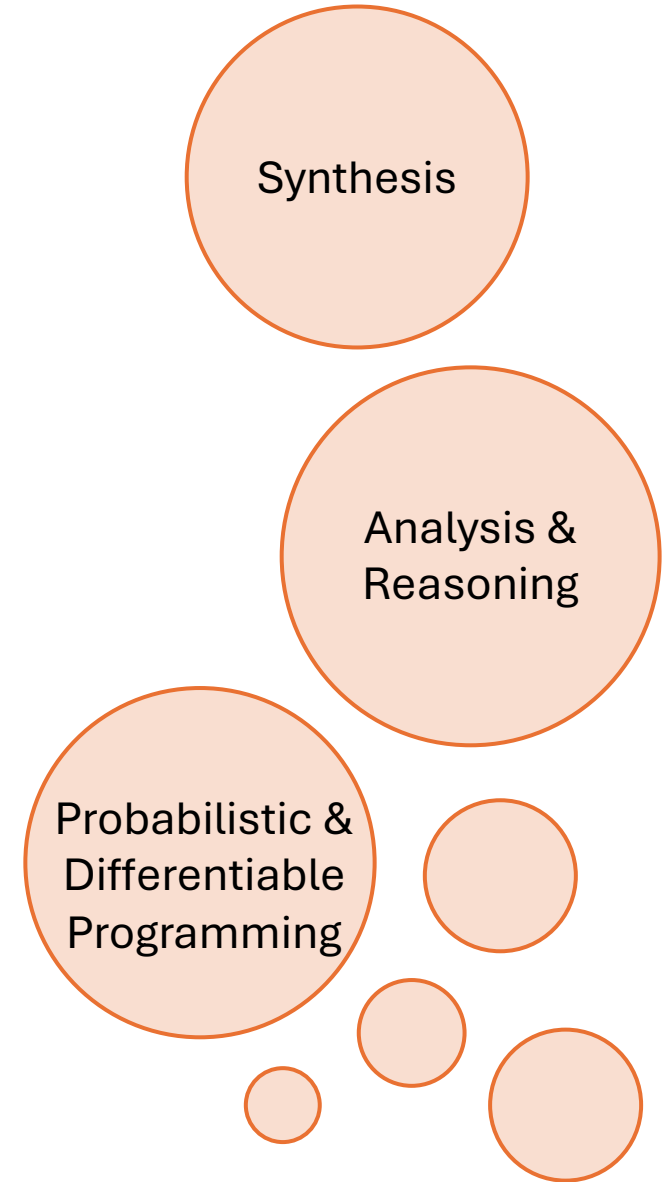 Synthesis
Analysis &
Reasoning
Probabilistic &
Differentiable
Programming